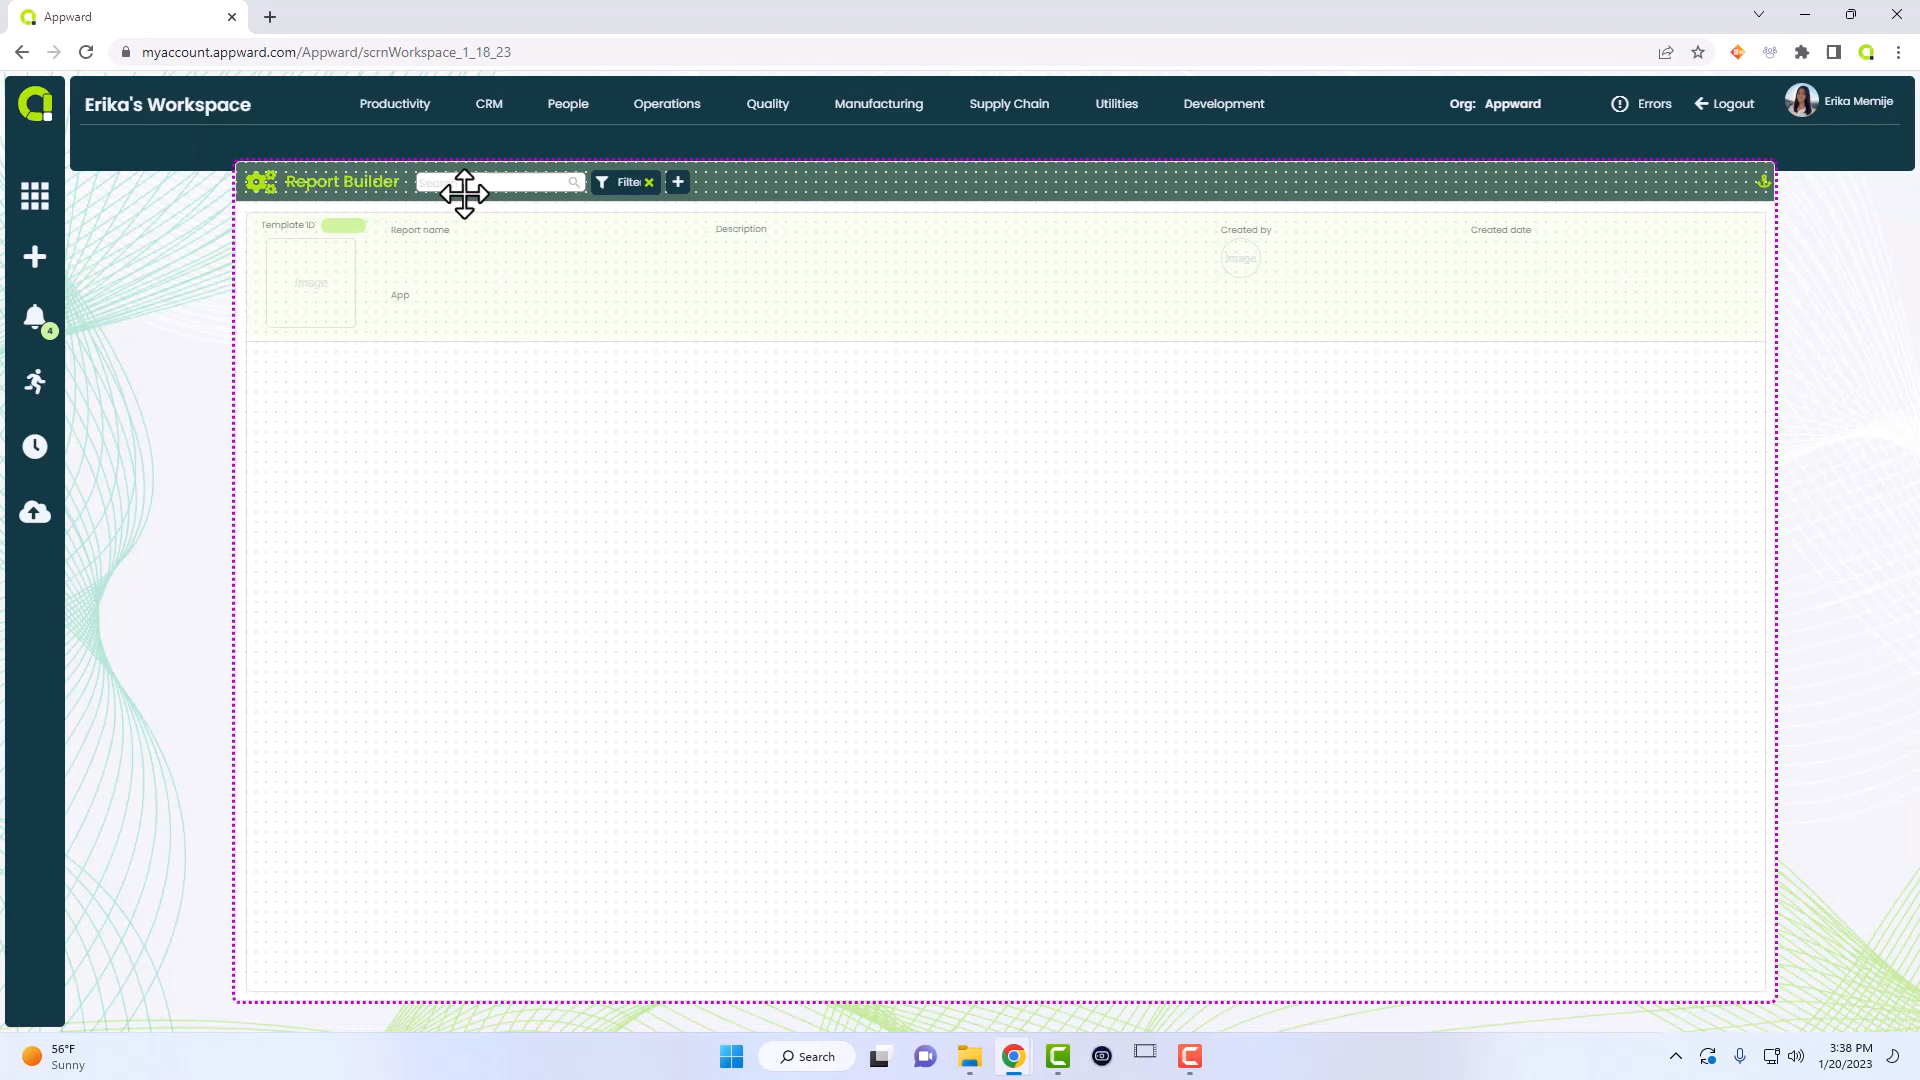 Appward
myaccount.appward.com/Appward/scrnWorkspace_1_18_23
Erika's Workspace
Productivity
CRM
People
Operations
Quality
Manufacturing
Supply Chain
Utilities
Development
Org: Appward
Errors
Logout
Erika Memije
Report Builder
Filte
Template ID
Report name
Description
Created by
Created date
Image
Image
App
4
56°F
Sunny
Search
3:38 PM
1/20/2023